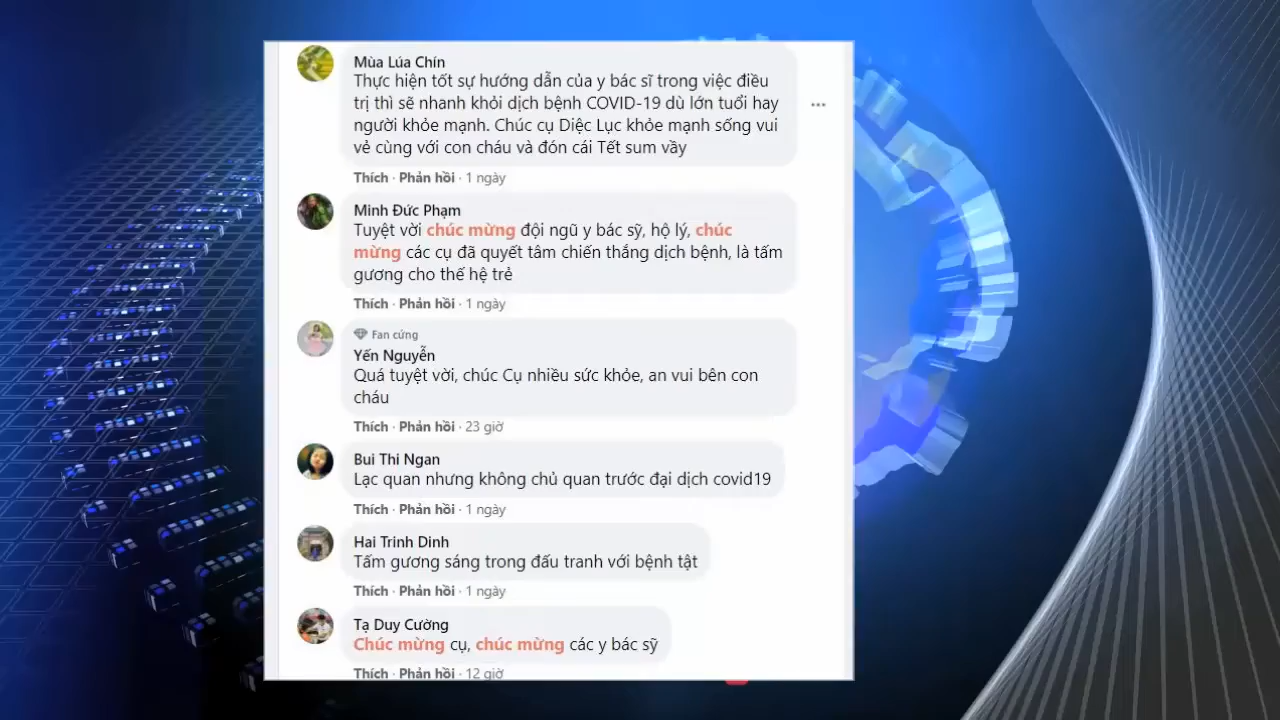 Mùa Lúa Chín
Thực hiện tốt sự hướng dẫn của y bác sĩ trong việc điều
trị thì sẽ nhanh khỏi dịch bệnh COVID-19 dù lớn tuổi hay
người khỏe mạnh. Chúc cụ Diệc Lục khỏe mạnh sống vui
vẻ cùng với con cháu và đón cái Tết sum vầy
Thích · Phản hồi · 1 ngày
Minh Đức Phạm
Tuyệt vời chúc mừng đội ngũ y bác sỹ, hộ lý, chúc
mừng các cụ đã quyết tâm chiến thắng dịch bệnh, là tấm
gương cho thế hệ trẻ
Thích · Phản hồi · 1 ngày
Fan cứng
Yến Nguyễn
Quá tuyệt vời, chúc Cụ nhiều sức khỏe, an vui bên con
cháu
Thích · Phản hồi · 23 giờ
Bui Thi Ngan
Lạc quan nhưng không chủ quan trước đại dịch covid19
Thích · Phản hồi · 1 ngày
Hai Trinh Dinh
Tấm gương sáng trong đấu tranh với bệnh tật
Thích · Phản hồi · 1 ngày
Tạ Duy Cường
Chúc mừng cụ, chúc mừng các y bác sỹ
Thích · Phản hồi · 12 giờ